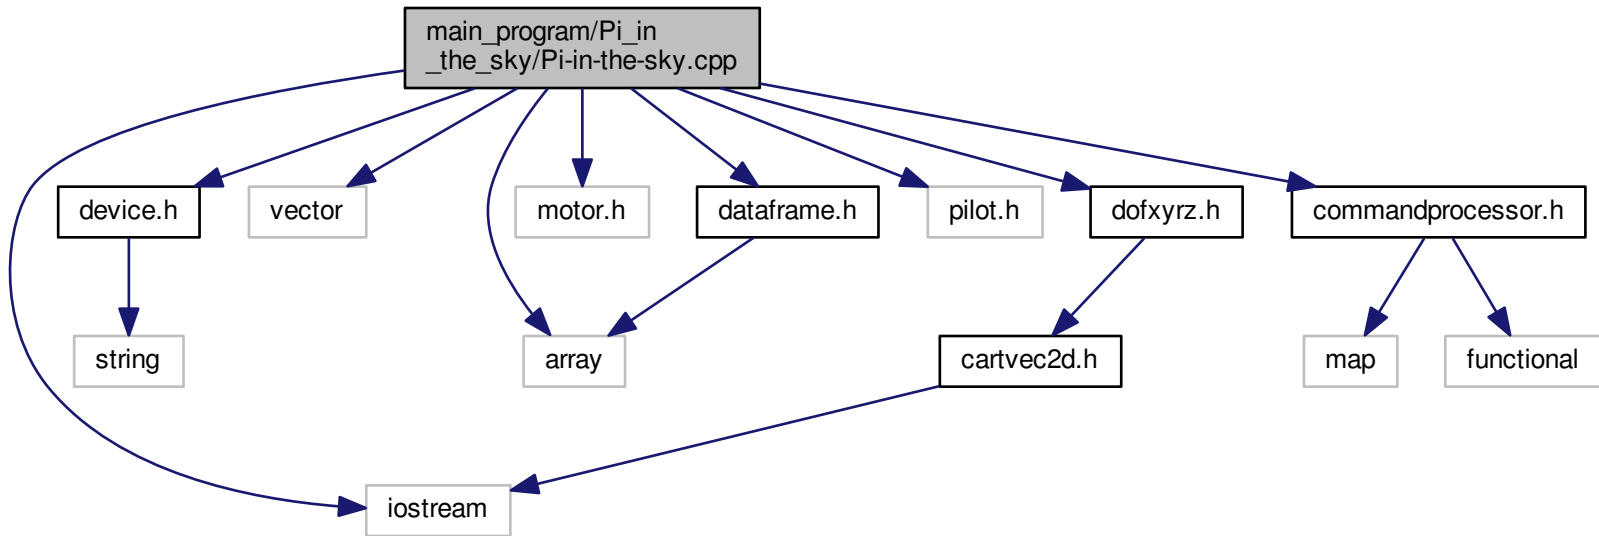 main_program/Pi_in
_the_sky/Pi-in-the-sky.cpp
device.h
vector
motor.h
dataframe.h
pilot.h
dofxyrz.h
commandprocessor.h
string
array
cartvec2d.h
map
functional
iostream